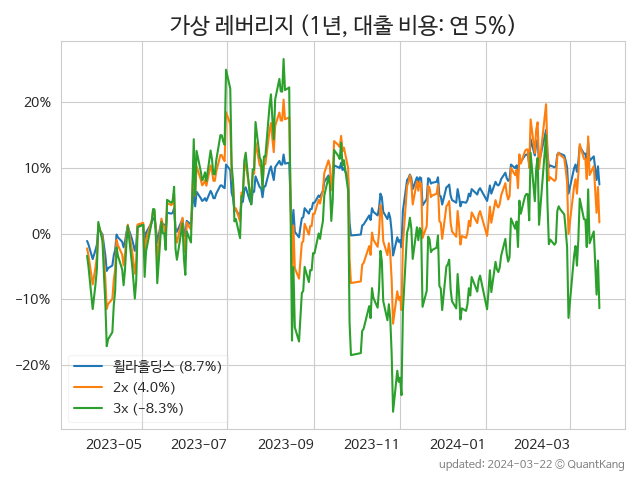 가상 레버리지 (1년, 대출 비용: 연 5%)
20%
10%
0%
−10%
−20%
휠라홀딩스 (8.7%)
2x (4.0%)
3x (−8.3%)
2023-05
2023-07
2023-09
2023-11
2024-01
2024-03
updated: 2024-03-22 © QuantKang